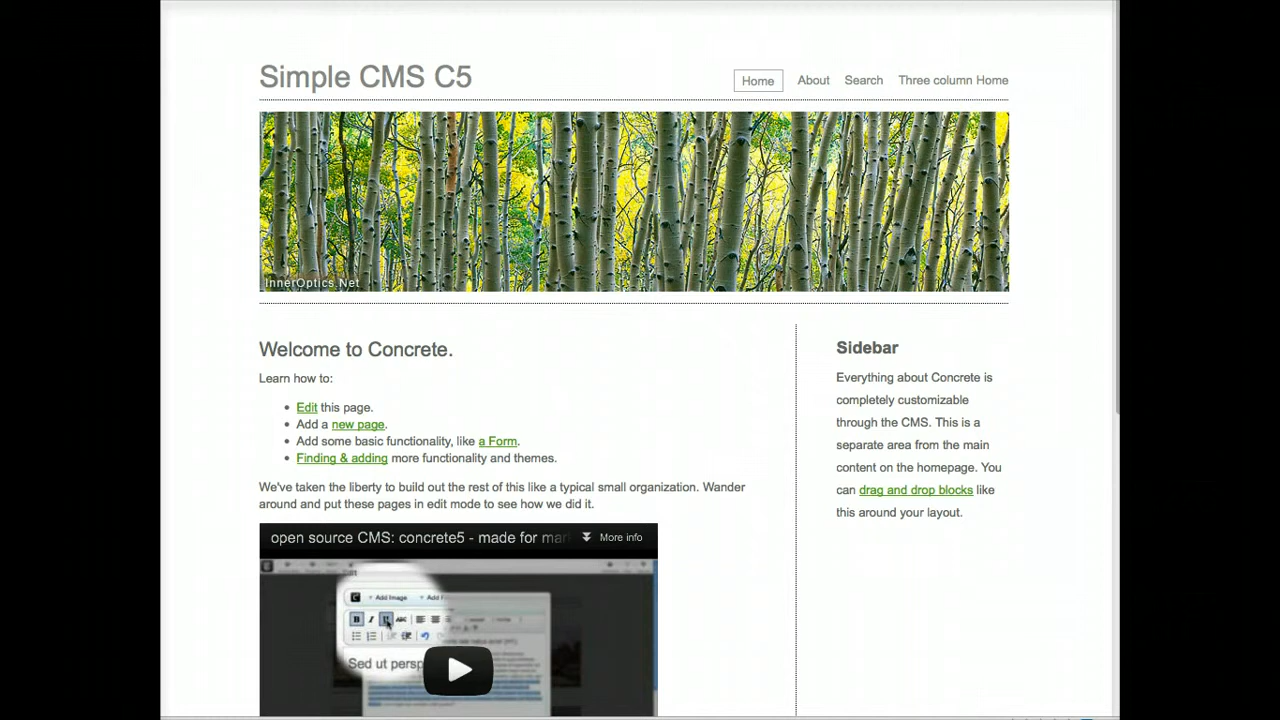 Simple CMS C5
Home About Search Three column Home
InnerOptics.Net
Welcome to Concrete.
Learn how to:
• Edit this page.
• Add a new page.
• Add some basic functionality, like a Form.
• Finding & adding more functionality and themes.
We've taken the liberty to build out the rest of this like a typical small organization. Wander
around and put these pages in edit mode to see how we did it.
open source CMS: concrete5 - made for mar
More info
Edit
Add Image Add
B I U ABC
Sed ut persp
Sidebar
Everything about Concrete is
completely customizable
through the CMS. This is a
separate area from the main
content on the homepage. You
can drag and drop blocks like
this around your layout.